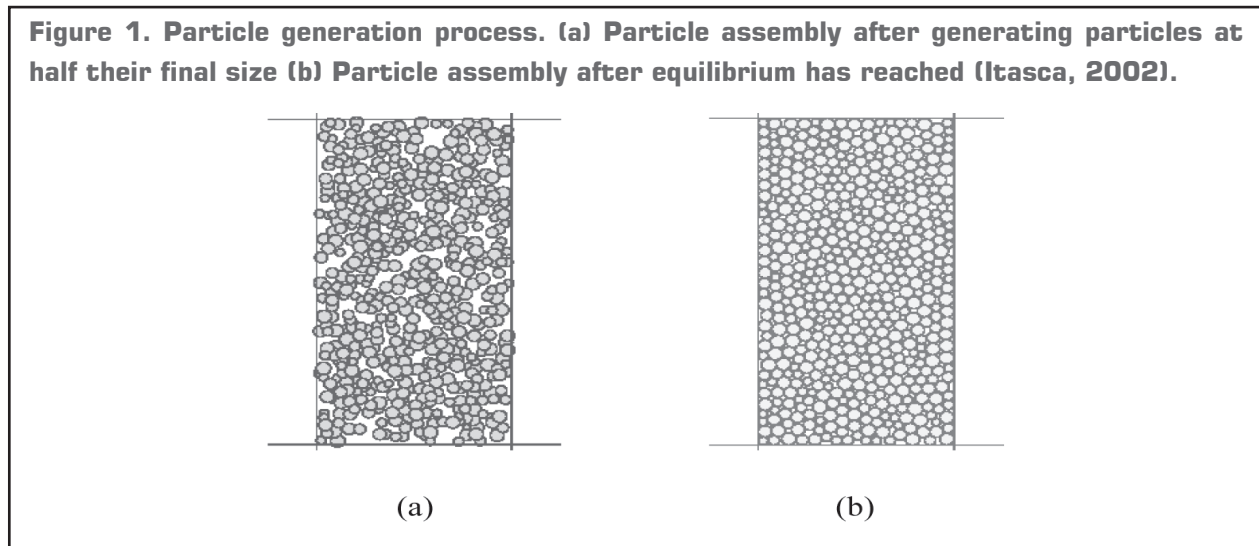 Figure 1. Particle generation process. (a) Particle assembly after generating particles at
half their final size (b) Particle assembly after equilibrium has reached (Itasca, 2002).
(a) (b)